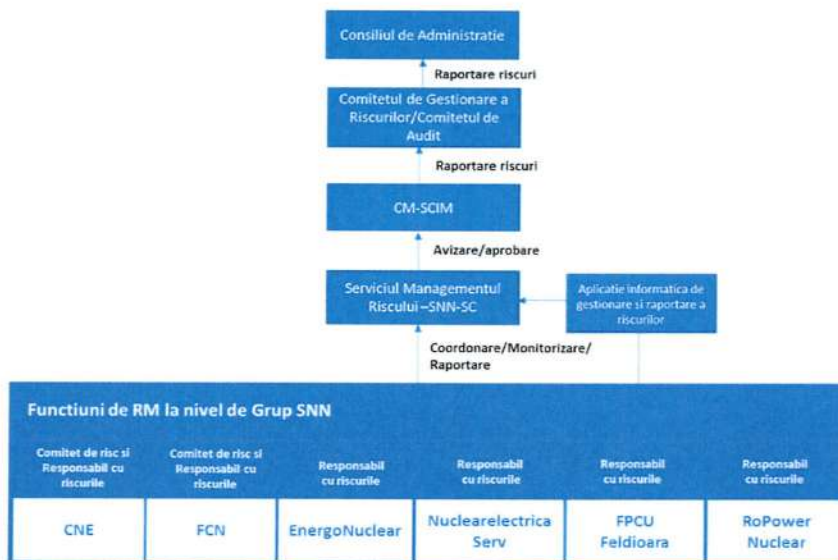 Consiliul de Administratie
Raportare riscuri
Comitetul de Gestionare a
Riscurilor/Comitetul de
Audit
Raportare riscuri
CM-SCIM
Avizare/aprobare
Serviciul Managementul
Riscului –SNN-SC
Aplicatie informatica de
gestionare si raportare a
riscurilor
Coordonare/Monitorizare/
Raportare
Functiuni de RM la nivel de Grup SNN
Comitet de risc si
Responsabil cu
riscurile
Comitet de risc si
Responsabil cu
riscurile
Responsabil
cu riscurile
Responsabil
cu riscurile
Responsabil
cu riscurile
Responsabil
cu riscurile
CNE
FCN
EnergoNuclear
Nuclearelectrica
Serv
FPCU
Feldioara
RoPower
Nuclear